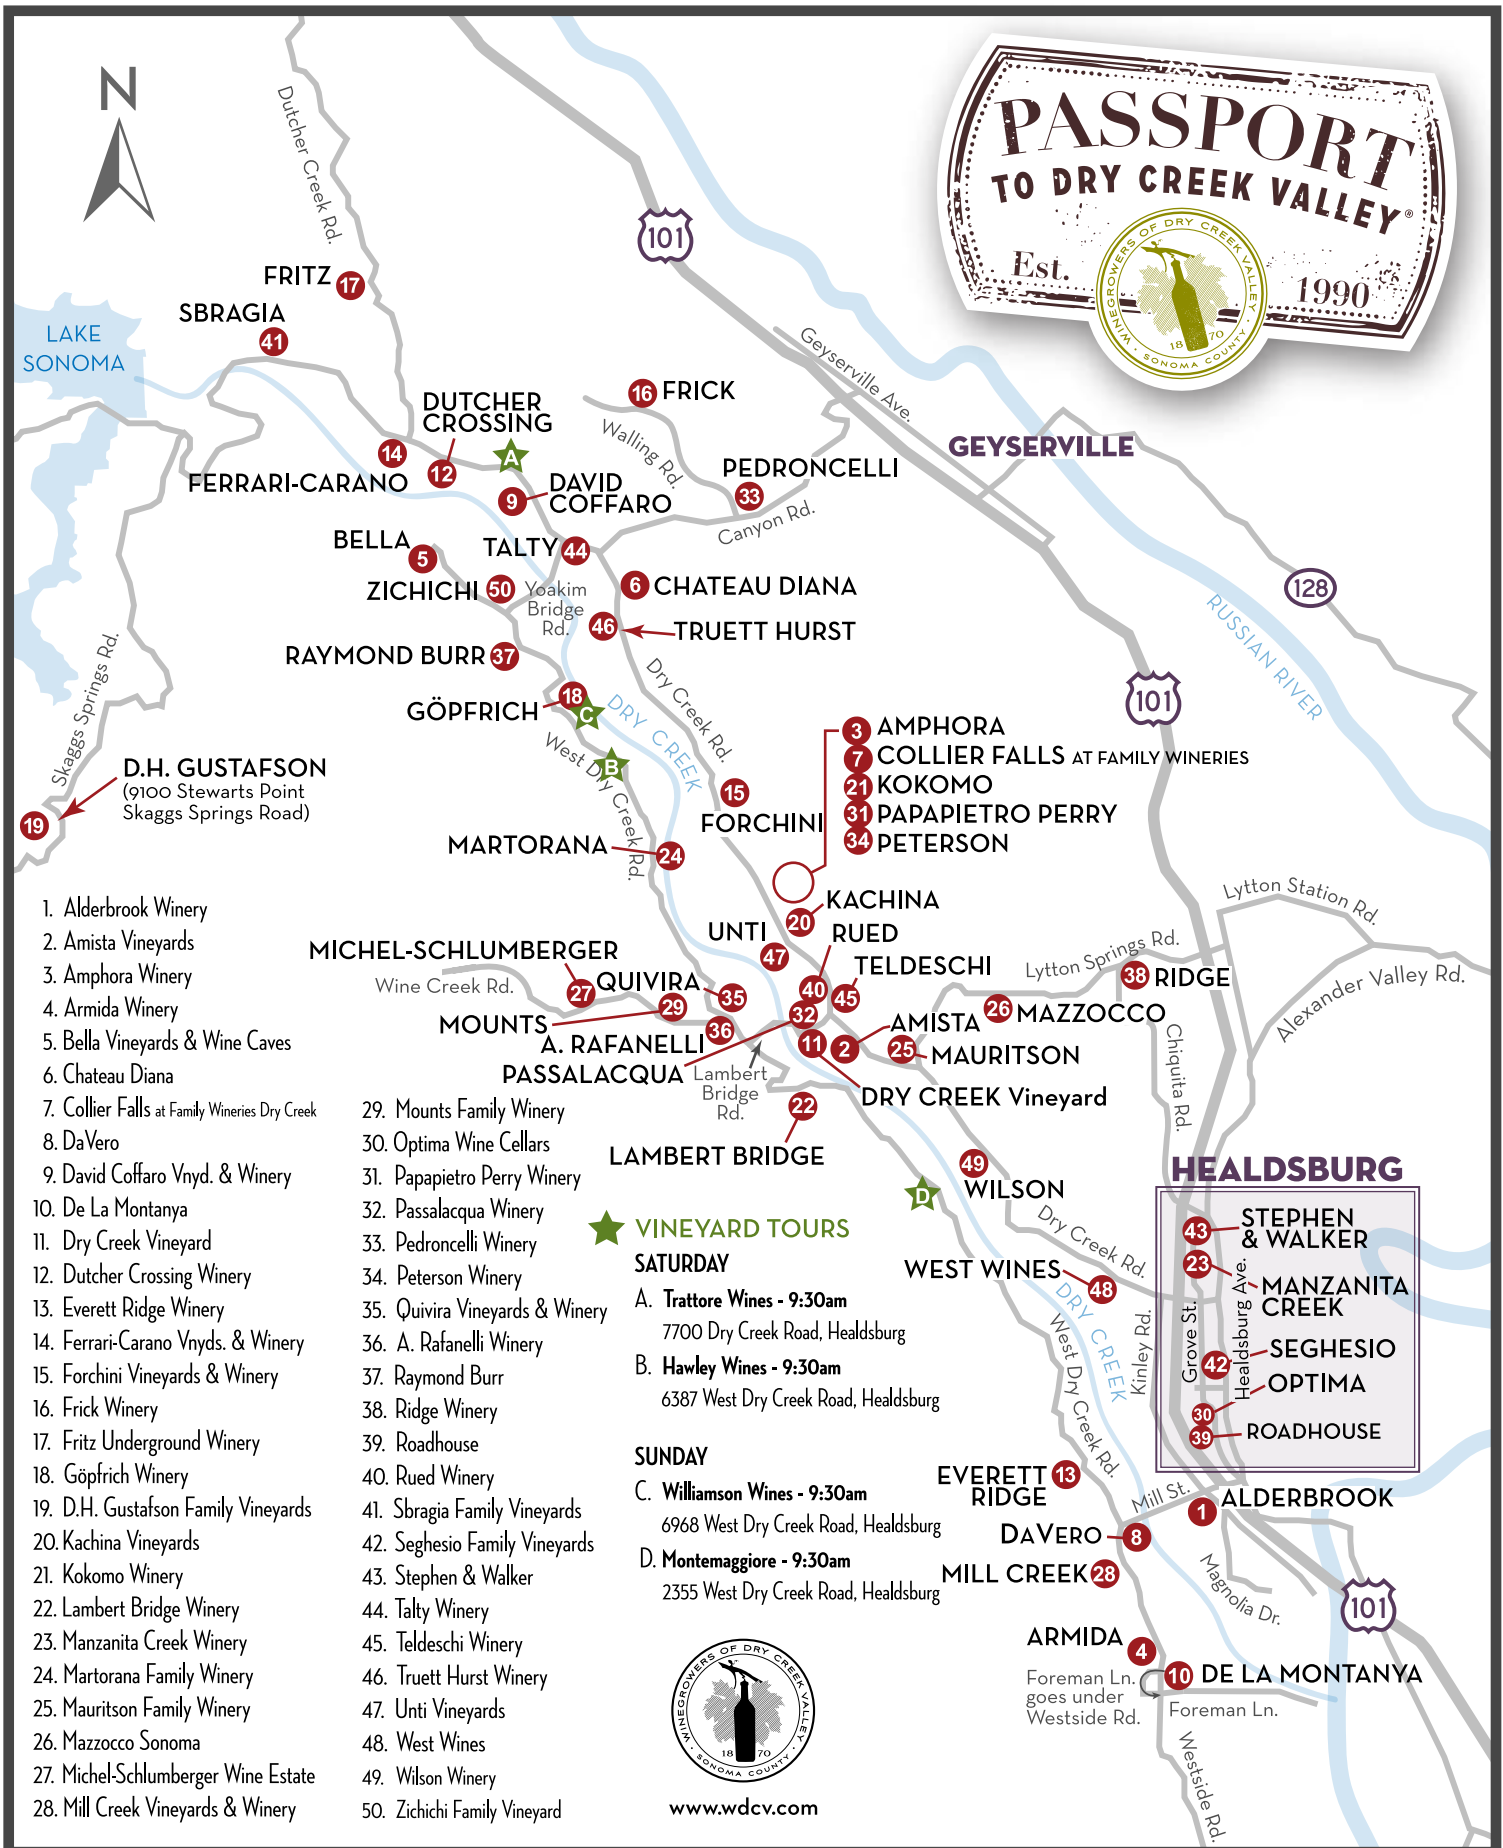 N
PASSPORT
TO DRY CREEK VALLEY®
Est.
1990
WINEGROWERS OF DRY CREEK VALLEY
SONOMA COUNTY
18 70
Dutcher Creek Rd.
101
FRITZ 17
SBRAGIA
41
LAKE
SONOMA
Geyserville Ave.
16 FRICK
Walling Rd.
DUTCHER
CROSSING
14
12
A
FERRARI-CARANO
GEYSERVILLE
PEDRONCELLI
33
Canyon Rd.
9
DAVID
COFFARO
BELLA
5
TALTY 44
ZICHICHI 50
Yoakim
Bridge
Rd.
6 CHATEAU DIANA
128
RUSSIAN RIVER
46
TRUETT HURST
RAYMOND BURR 37
Skaggs Springs Rd.
Dry Creek Rd.
GÖPFRICH
18
C
DRY CREEK
101
West Dry Creek Rd.
B
3 AMPHORA
7 COLLIER FALLS AT FAMILY WINERIES
21 KOKOMO
31 PAPAPIETRO PERRY
34 PETERSON
D.H. GUSTAFSON
(9100 Stewarts Point
Skaggs Springs Road)
19
15
FORCHINI
MARTORANA
24
Lytton Station Rd.
KACHINA
20
UNTI
47
RUED
40
TELDESCHI
45
Lytton Springs Rd.
38 RIDGE
Alexander Valley Rd.
MICHEL-SCHLUMBERGER
Wine Creek Rd.
27
QUIVIRA
35
MOUNTS
29
A. RAFANELLI
36
PASSALACQUA
32
Lambert
Bridge
Rd.
11
2
AMISTA
26 MAZZOCCO
25 MAURITSON
Chiquita Rd.
DRY CREEK Vineyard
22
LAMBERT BRIDGE
49
WILSON
D
Dry Creek Rd.
HEALDSBURG
43
STEPHEN
& WALKER
23
MANZANITA
CREEK
Grove St.
Healdsburg Ave.
42
SEGHESIO
OPTIMA
30
39
ROADHOUSE
WEST WINES
48
DRY CREEK
Kinley Rd.
West Dry Creek Rd.
EVERETT
RIDGE
13
Mill St.
1
ALDERBROOK
DAVERO
8
MILL CREEK 28
Magnolia Dr.
101
ARMIDA
4
10 DE LA MONTANYA
Foreman Ln.
goes under
Westside Rd.
Foreman Ln.
Westside Rd.
1. Alderbrook Winery
2. Amista Vineyards
3. Amphora Winery
4. Armida Winery
5. Bella Vineyards & Wine Caves
6. Chateau Diana
7. Collier Falls at Family Wineries Dry Creek
8. DaVero
9. David Coffaro Vnyd. & Winery
10. De La Montanya
11. Dry Creek Vineyard
12. Dutcher Crossing Winery
13. Everett Ridge Winery
14. Ferrari-Carano Vnyds. & Winery
15. Forchini Vineyards & Winery
16. Frick Winery
17. Fritz Underground Winery
18. Göpfrich Winery
19. D.H. Gustafson Family Vineyards
20. Kachina Vineyards
21. Kokomo Winery
22. Lambert Bridge Winery
23. Manzanita Creek Winery
24. Martorana Family Winery
25. Mauritson Family Winery
26. Mazzocco Sonoma
27. Michel-Schlumberger Wine Estate
28. Mill Creek Vineyards & Winery
29. Mounts Family Winery
30. Optima Wine Cellars
31. Papapietro Perry Winery
32. Passalacqua Winery
33. Pedroncelli Winery
34. Peterson Winery
35. Quivira Vineyards & Winery
36. A. Rafanelli Winery
37. Raymond Burr
38. Ridge Winery
39. Roadhouse
40. Rued Winery
41. Sbragia Family Vineyards
42. Seghesio Family Vineyards
43. Stephen & Walker
44. Talty Winery
45. Teldeschi Winery
46. Truett Hurst Winery
47. Unti Vineyards
48. West Wines
49. Wilson Winery
50. Zichichi Family Vineyard
VINEYARD TOURS
SATURDAY
A. Trattore Wines - 9:30am
7700 Dry Creek Road, Healdsburg
B. Hawley Wines - 9:30am
6387 West Dry Creek Road, Healdsburg
SUNDAY
C. Williamson Wines - 9:30am
6968 West Dry Creek Road, Healdsburg
D. Montemaggiore - 9:30am
2355 West Dry Creek Road, Healdsburg
WINEGROWERS OF DRY CREEK VALLEY
18 70
SONOMA COUNTY
www.wdcv.com